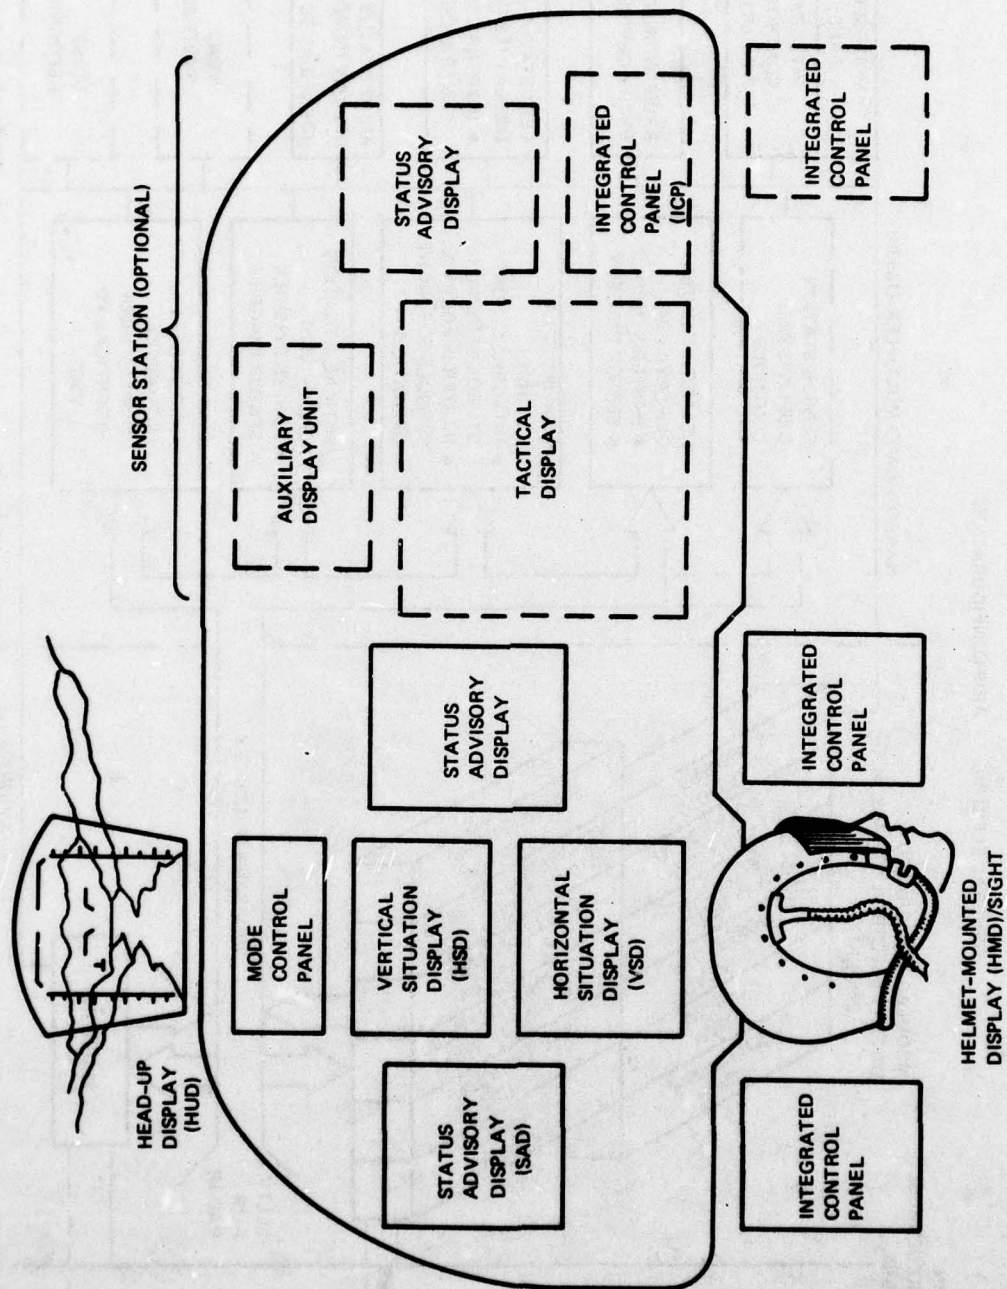 SENSOR STATION (OPTIONAL)
HEAD-UP
DISPLAY
(HUD)
MODE
CONTROL
PANEL
AUXILIARY
DISPLAY UNIT
STATUS
ADVISORY
DISPLAY
(SAD)
VERTICAL
SITUATION
DISPLAY
(HSD)
STATUS
ADVISORY
DISPLAY
STATUS
ADVISORY
DISPLAY
HORIZONTAL
SITUATION
DISPLAY
(VSD)
TACTICAL
DISPLAY
INTEGRATED
CONTROL
PANEL
(ICP)
INTEGRATED
CONTROL
PANEL
INTEGRATED
CONTROL
PANEL
INTEGRATED
CONTROL
PANEL
HELMET-MOUNTED
DISPLAY (HMD)/SIGHT